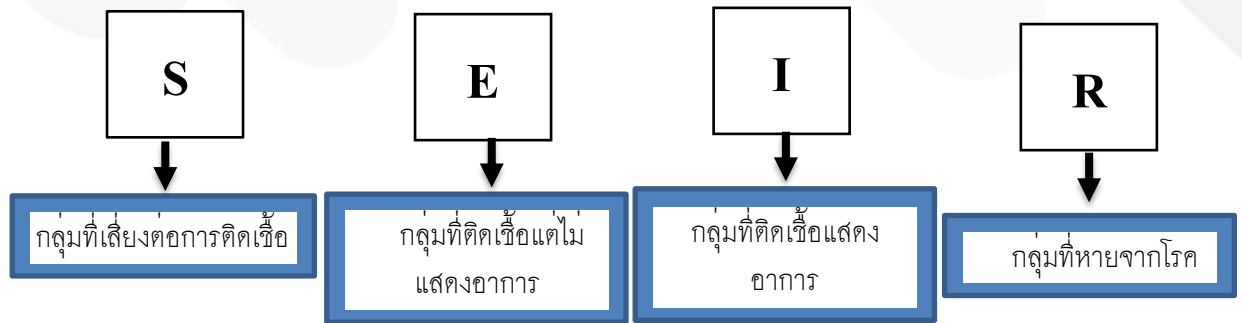 S
E
I
R
กลุ่มที่เสี่ยงต่อการติดเชื้อ
กลุ่มที่ติดเชื้อแต่ไม่
แสดงอาการ
กลุ่มที่ติดเชื้อแสดง
อาการ
กลุ่มที่หายจากโรค